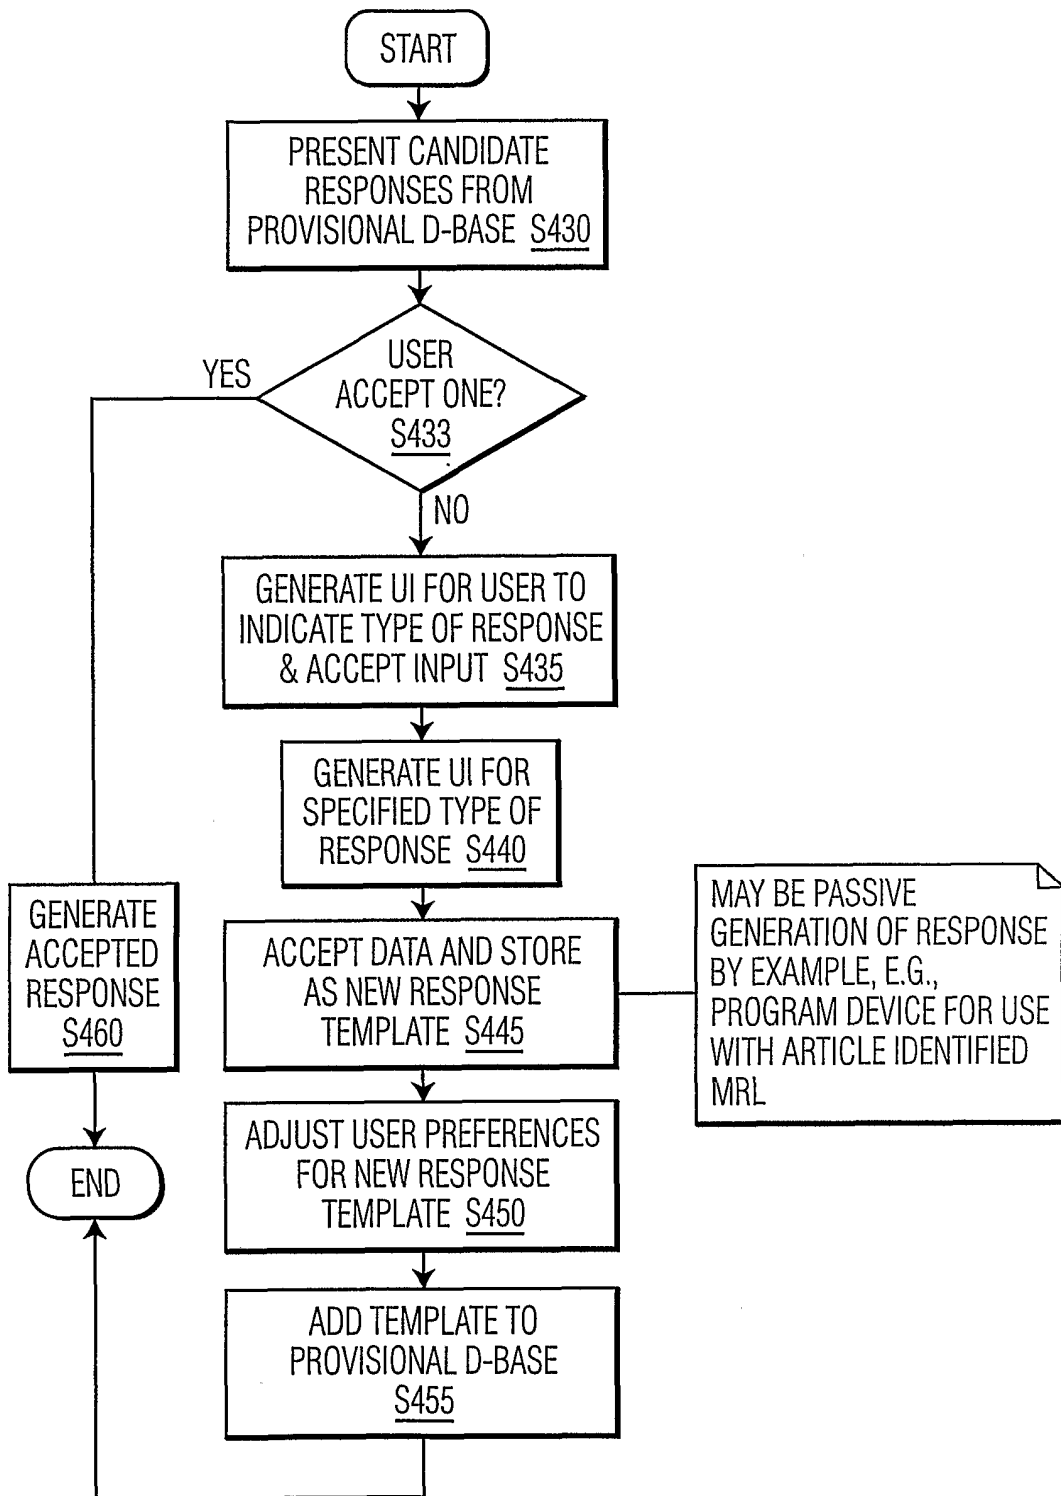 START
PRESENT CANDIDATE
RESPONSES FROM
PROVISIONAL D-BASE S430
USER
ACCEPT ONE?
S433
YES
NO
GENERATE UI FOR USER TO
INDICATE TYPE OF RESPONSE
& ACCEPT INPUT S435
GENERATE UI FOR
SPECIFIED TYPE OF
RESPONSE S440
GENERATE
ACCEPTED
RESPONSE
S460
ACCEPT DATA AND STORE
AS NEW RESPONSE
TEMPLATE S445
MAY BE PASSIVE
GENERATION OF RESPONSE
BY EXAMPLE, E.G.,
PROGRAM DEVICE FOR USE
WITH ARTICLE IDENTIFIED
MRL
END
ADJUST USER PREFERENCES
FOR NEW RESPONSE
TEMPLATE S450
ADD TEMPLATE TO
PROVISIONAL D-BASE
S455